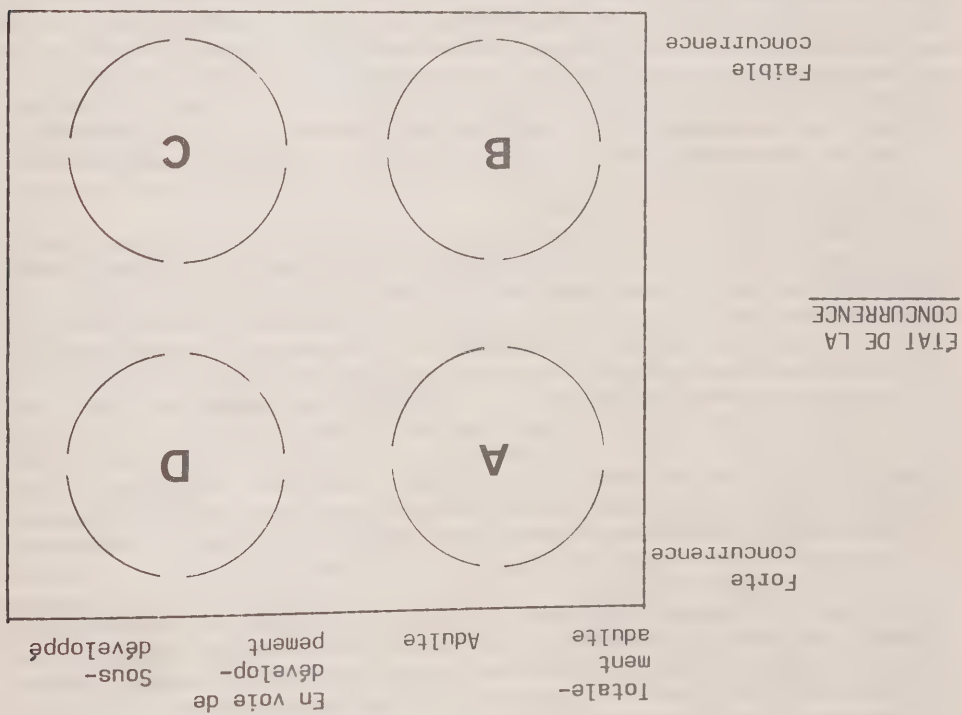 Totale-
ment
adulte
Adulte
En voie de
dévelop-
pement
Sous-
développé
Forte
concurrence
A
D
ÉTAT DE LA
CONCURRENCE
B
C
Faible
concurrence